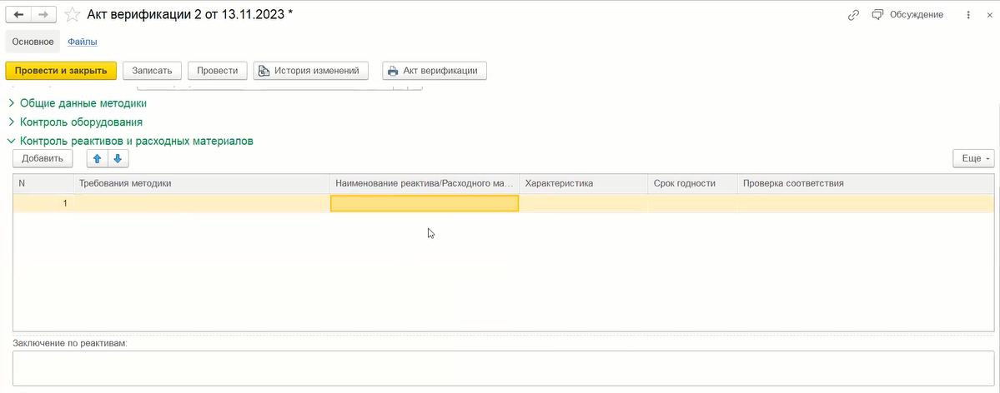 Акт верификации 2 от 13.11.2023 *
Обсуждение
Основное Файлы
Провести и закрыть Записать Провести История изменений Акт верификации
Общие данные методики
Контроль оборудования
Контроль реактивов и расходных материалов
Добавить Еще
N Требования методики Наименование реактива/Расходного ма... Характеристика Срок годности Проверка соответствия
1
Заключение по реактивам: